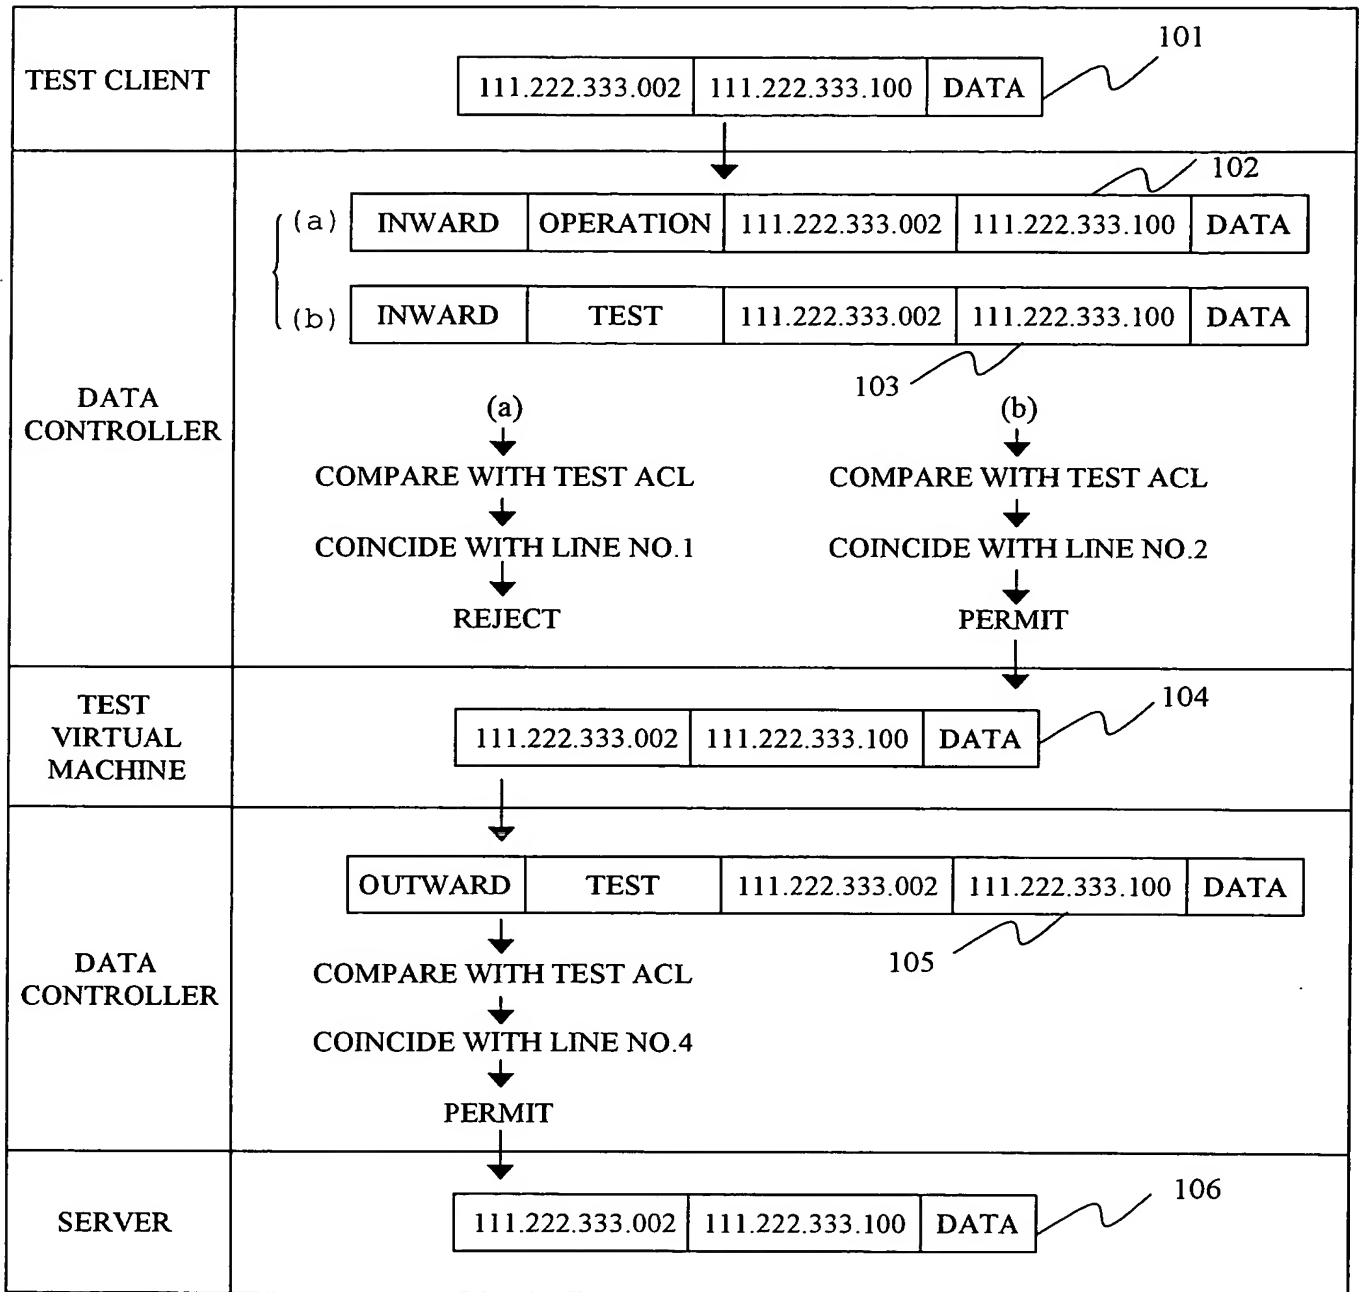 TEST CLIENT
111.222.333.002 111.222.333.100 DATA
101
102
(a) INWARD OPERATION 111.222.333.002 111.222.333.100 DATA
(b) INWARD TEST 111.222.333.002 111.222.333.100 DATA
103
DATA
CONTROLLER
(a)
COMPARE WITH TEST ACL
COINCIDE WITH LINE NO.1
REJECT
(b)
COMPARE WITH TEST ACL
COINCIDE WITH LINE NO.2
PERMIT
TEST
VIRTUAL
MACHINE
111.222.333.002 111.222.333.100 DATA
104
OUTWARD TEST 111.222.333.002 111.222.333.100 DATA
105
DATA
CONTROLLER
COMPARE WITH TEST ACL
COINCIDE WITH LINE NO.4
PERMIT
SERVER
111.222.333.002 111.222.333.100 DATA
106